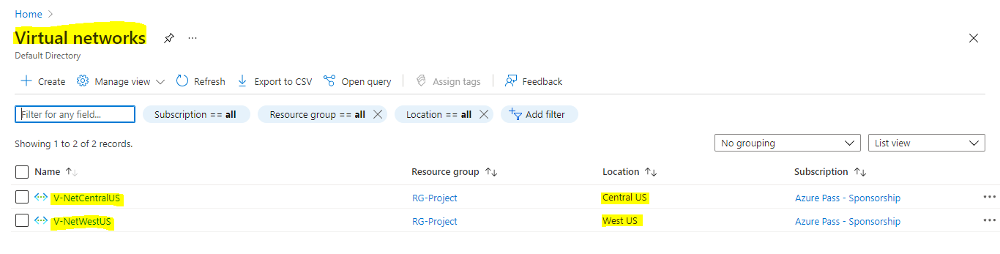 Home
Virtual networks
Default Directory
Create Manage view Refresh Export to CSV Open query Assign tags Feedback
Filter for any field... Subscription == all Resource group == all Location == all Add filter
Showing 1 to 2 of 2 records. No grouping List view
Name Resource group Location Subscription
V-NetCentralUS RG-Project Central US Azure Pass - Sponsorship
V-NetWestUS RG-Project West US Azure Pass - Sponsorship